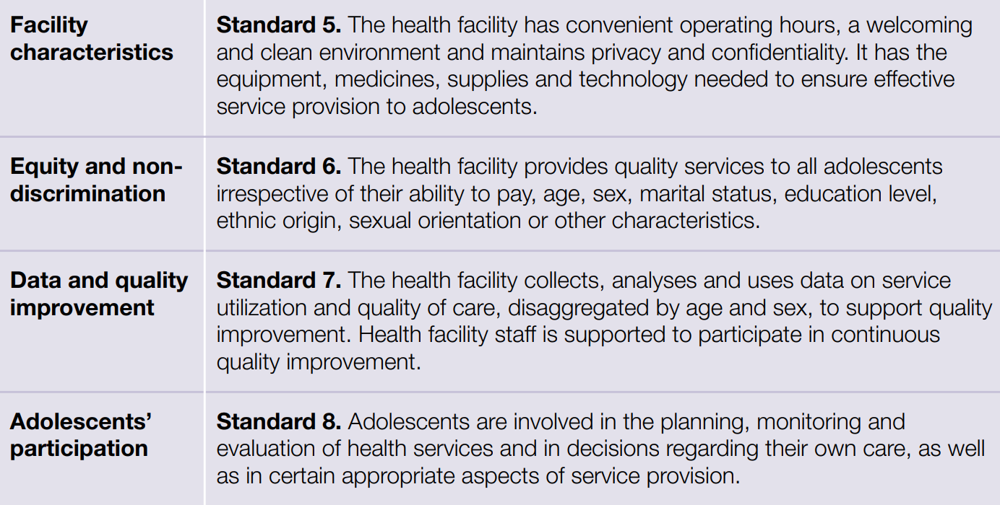 Facility
characteristics
Standard 5. The health facility has convenient operating hours, a welcoming
and clean environment and maintains privacy and confidentiality. It has the
equipment, medicines, supplies and technology needed to ensure effective
service provision to adolescents.
Equity and non-
discrimination
Standard 6. The health facility provides quality services to all adolescents
irrespective of their ability to pay, age, sex, marital status, education level,
ethnic origin, sexual orientation or other characteristics.
Data and quality
improvement
Standard 7. The health facility collects, analyses and uses data on service
utilization and quality of care, disaggregated by age and sex, to support quality
improvement. Health facility staff is supported to participate in continuous
quality improvement.
Adolescents’
participation
Standard 8. Adolescents are involved in the planning, monitoring and
evaluation of health services and in decisions regarding their own care, as well
as in certain appropriate aspects of service provision.